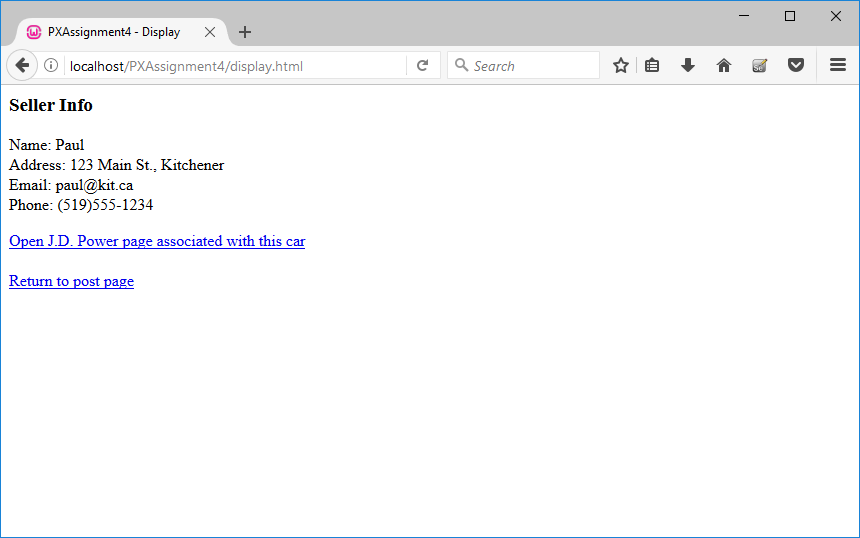 PXAssignment4 - Display
localhost/PXAssignment4/display.html
Search
Seller Info
Name: Paul
Address: 123 Main St., Kitchener
Email: paul@kit.ca
Phone: (519)555-1234
Open J.D. Power page associated with this car
Return to post page